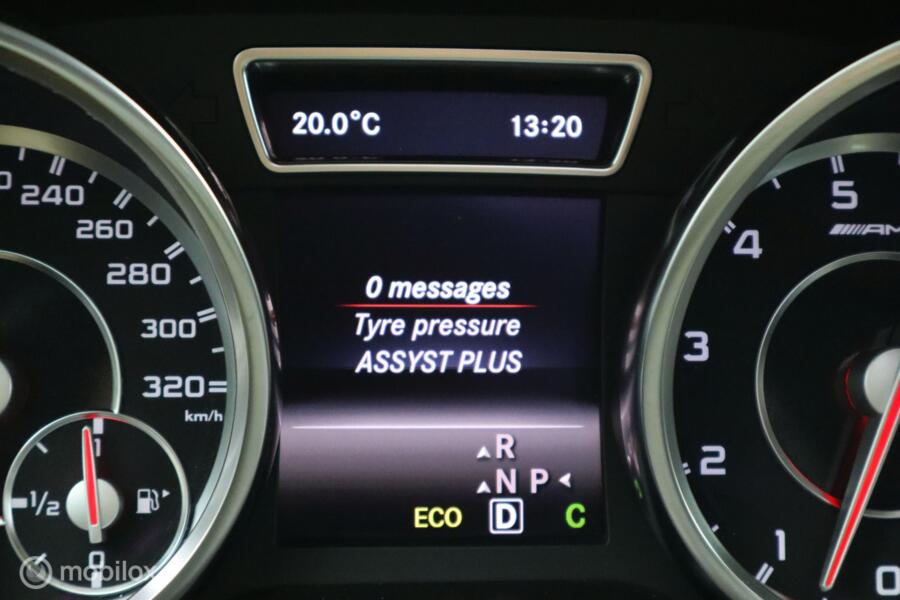 20.0°C 13:20
0 messages
Tyre pressure
ASSYST PLUS
R
N P
ECO D C
240
260
280
300
320
km/h
1
1/2
0
5
4
3
2
1
0
AM
mobilox